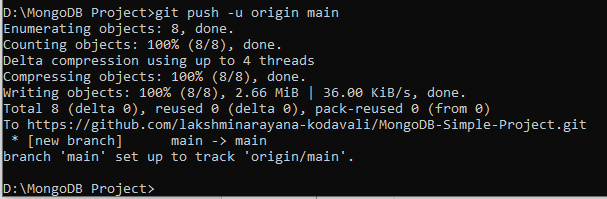 D:\MongoDB Project>git push -u origin main
Enumerating objects: 8, done.
Counting objects: 100% (8/8), done.
Delta compression using up to 4 threads
Compressing objects: 100% (8/8), done.
Writing objects: 100% (8/8), 2.66 MiB | 36.00 KiB/s, done.
Total 8 (delta 0), reused 0 (delta 0), pack-reused 0 (from 0)
To https://github.com/lakshminarayana-kodavali/MongoDB-Simple-Project.git
 * [new branch]      main -> main
branch 'main' set up to track 'origin/main'.
D:\MongoDB Project>